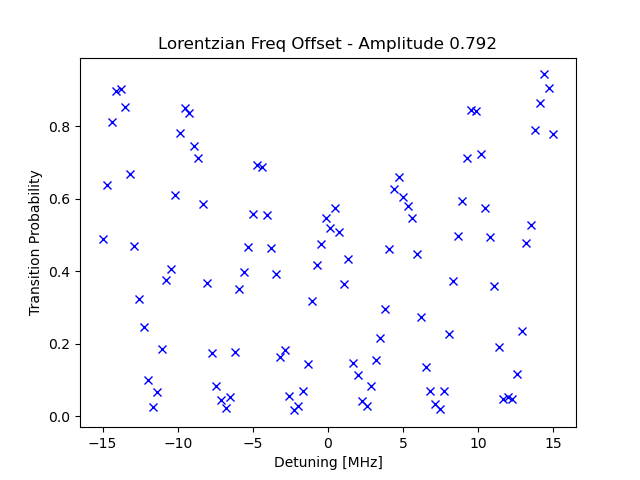 Lorentzian Freq Offset - Amplitude 0.792
Transition Probability
0.8
0.6
0.4
0.2
0.0
−15 −10 −5 0 5 10 15
Detuning [MHz]